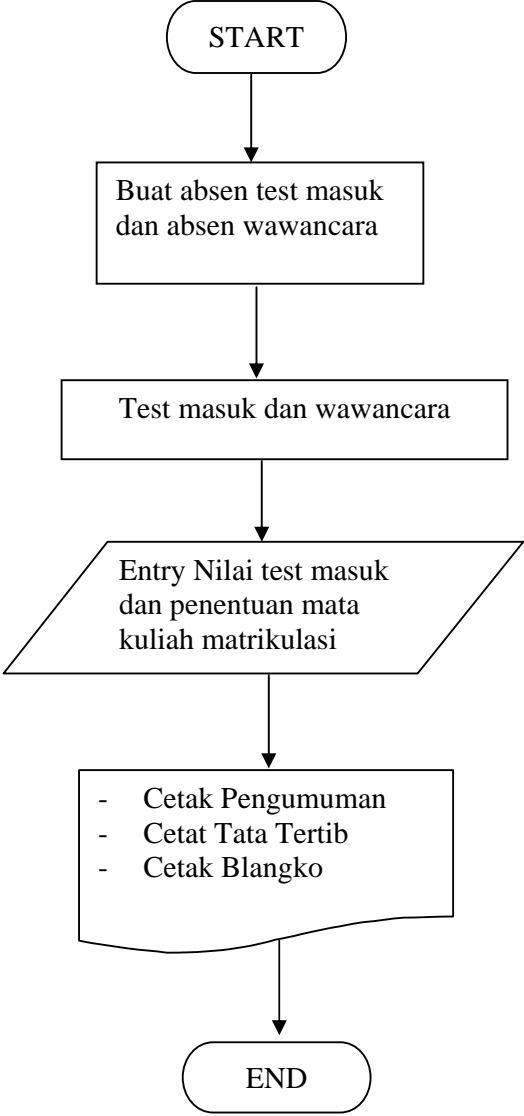 START
Buat absen test masuk
dan absen wawancara
Test masuk dan wawancara
Entry Nilai test masuk
dan penentuan mata
kuliah matrikulasi
- Cetak Pengumuman
- Cetat Tata Tertib
- Cetak Blangko
END